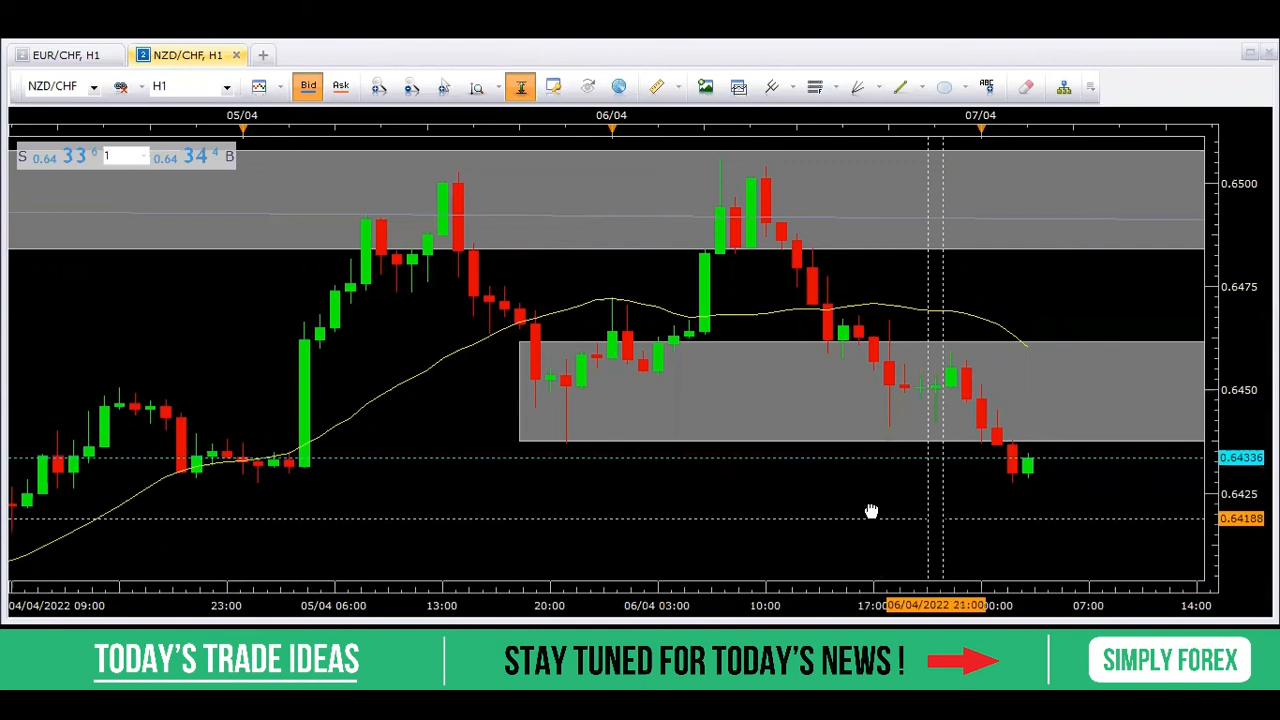 EUR/CHF, H1
NZD/CHF, H1
NZD/CHF H1 Bid Ask ABC
05/04 06/04 07/04
S 0.64 33 6 1 0.64 34 4 B
0.6500
0.6475
0.6450
0.64336
0.6425
0.64188
04/04/2022 09:00 23:00 05/04 06:00 13:00 20:00 06/04 03:00 10:00 17:00 06/04/2022 21:00 07:00 14:00
TODAY'S TRADE IDEAS
STAY TUNED FOR TODAY'S NEWS !
SIMPLY FOREX